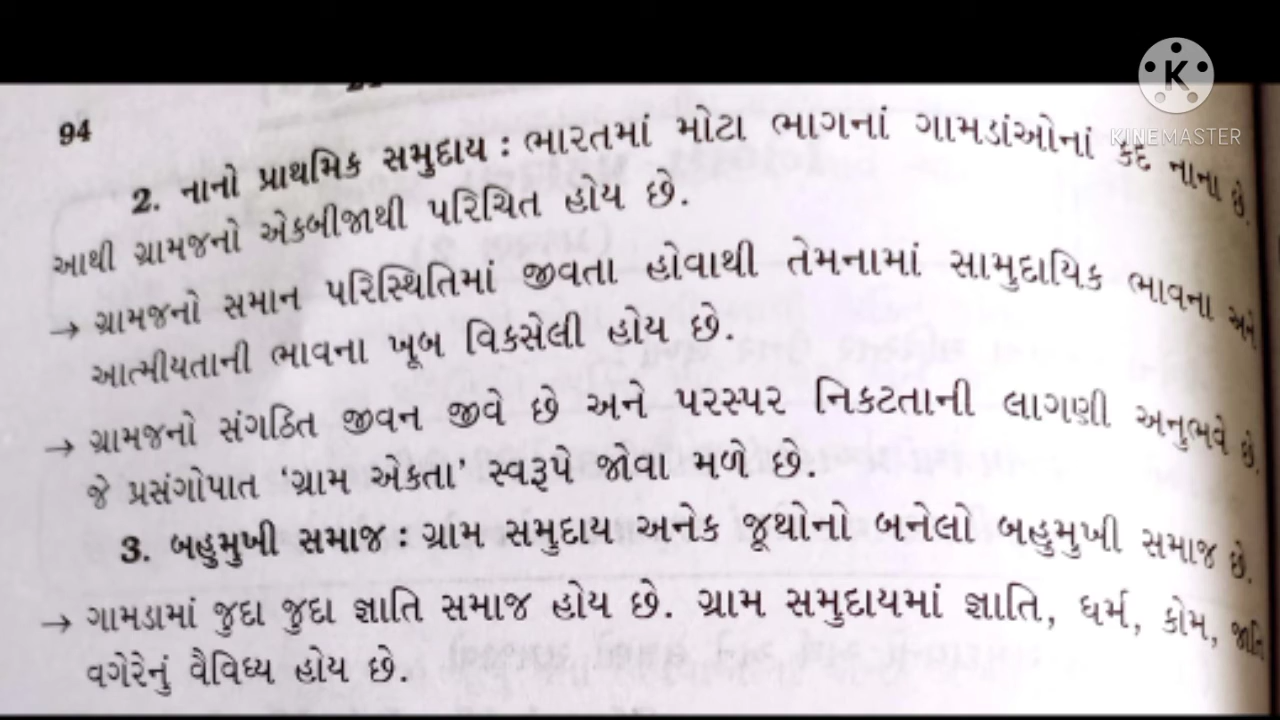 KINEMASTER
94
2. નાનો પ્રાથમિક સમુદાય : ભારતમાં મોટા ભાગનાં ગામડાંઓનાં કદ નાના છે.
આથી ગ્રામજનો એકબીજાથી પરિચિત હોય છે.
→ ગ્રામજનો સમાન પરિસ્થિતિમાં જીવતા હોવાથી તેમનામાં સામુદાયિક ભાવના અને
આત્મીયતાની ભાવના ખૂબ વિકસેલી હોય છે.
→ ગ્રામજનો સંગઠિત જીવન જીવે છે અને પરસ્પર નિકટતાની લાગણી અનુભવે છે.
જે પ્રસંગોપાત ‘ગ્રામ એકતા’ સ્વરૂપે જોવા મળે છે.
3. બહુમુખી સમાજ : ગ્રામ સમુદાય અનેક જૂથોનો બનેલો બહુમુખી સમાજ છે.
→ ગામડામાં જુદા જુદા જ્ઞાતિ સમાજ હોય છે. ગ્રામ સમુદાયમાં જ્ઞાતિ, ધર્મ, કોમ, જાતિ
વગેરેનું વૈવિધ્ય હોય છે.